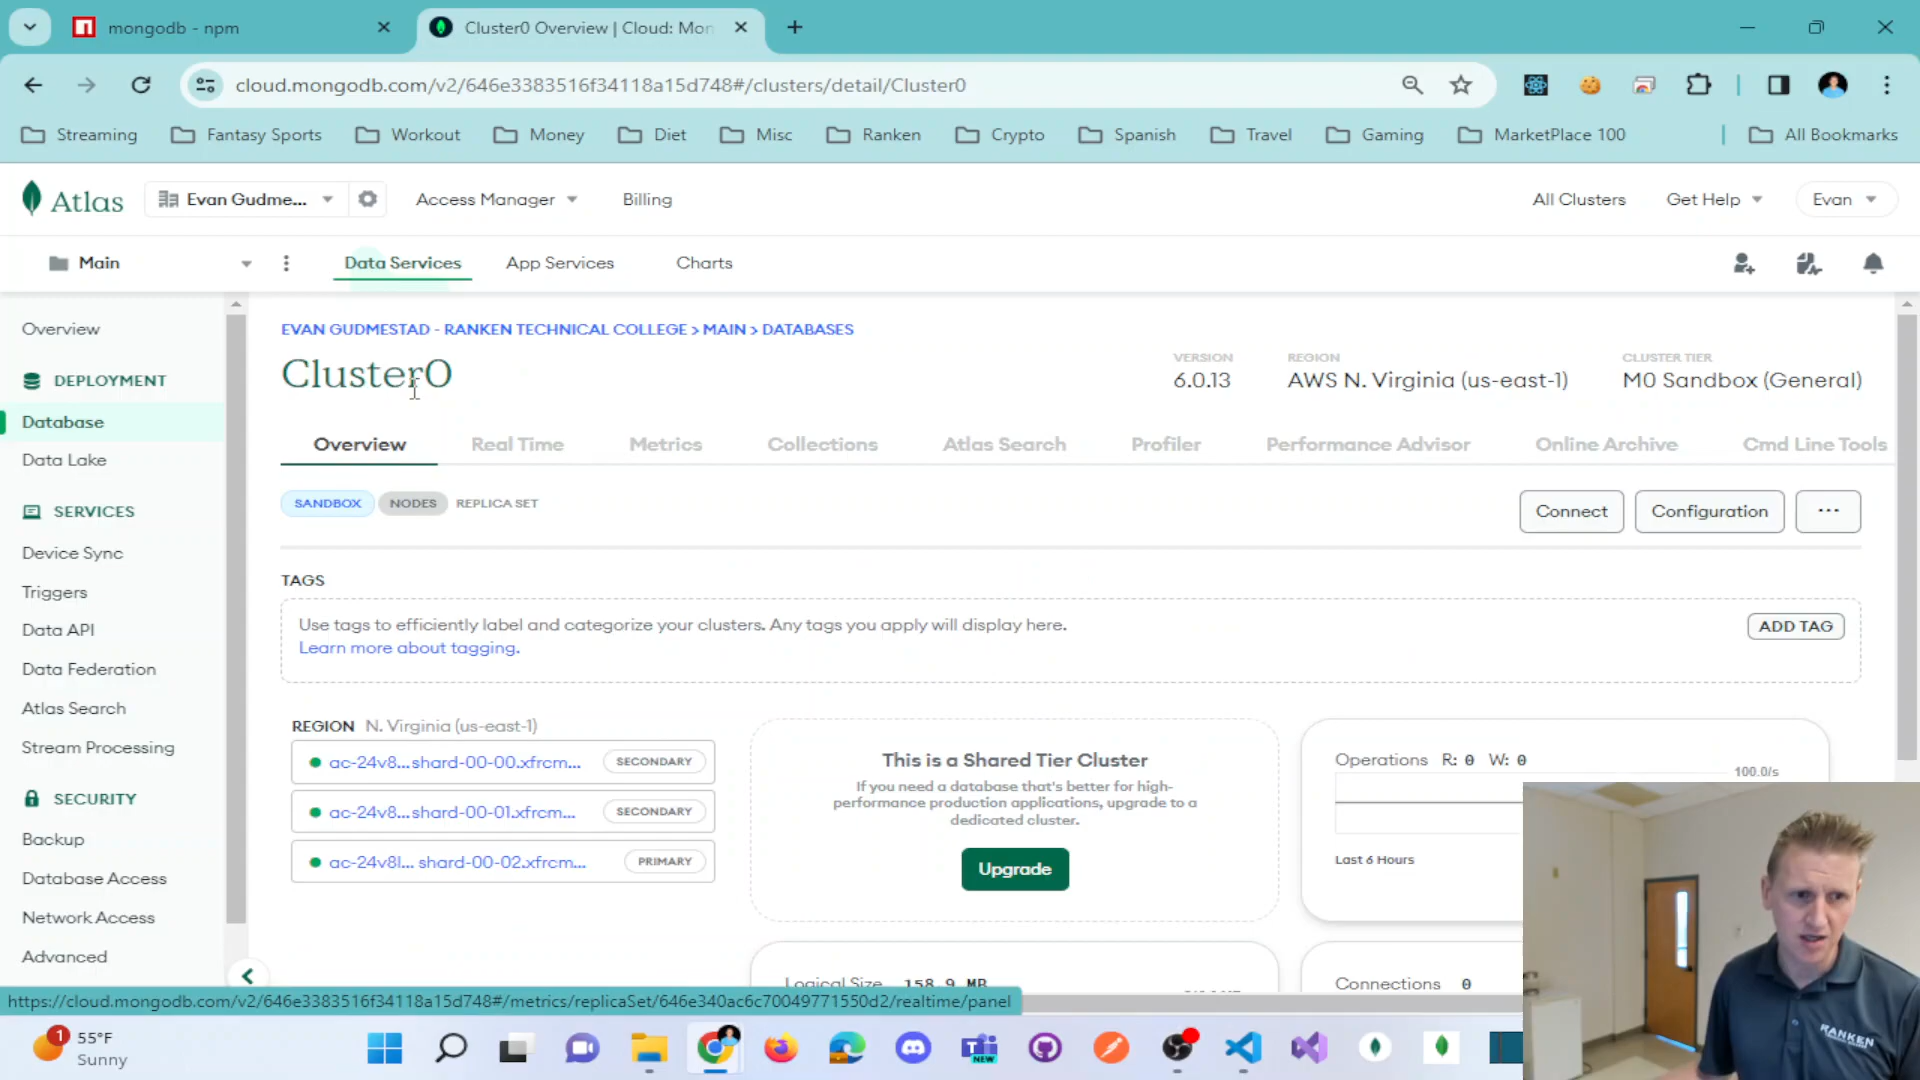 mongodb - npm
Cluster0 Overview | Cloud: Mon
cloud.mongodb.com/v2/646e3383516f34118a15d748#/clusters/detail/Cluster0
Streaming Fantasy Sports Workout Money Diet Misc Ranken Crypto Spanish Travel Gaming MarketPlace 100 All Bookmarks
Atlas Evan Gudme... Access Manager Billing All Clusters Get Help Evan
Main Data Services App Services Charts
Overview
DEPLOYMENT
Database
Data Lake
SERVICES
Device Sync
Triggers
Data API
Data Federation
Atlas Search
Stream Processing
SECURITY
Backup
Database Access
Network Access
Advanced
EVAN GUDMESTAD - RANKEN TECHNICAL COLLEGE > MAIN > DATABASES
Cluster0
VERSION
6.0.13
REGION
AWS N. Virginia (us-east-1)
CLUSTER TIER
M0 Sandbox (General)
Overview Real Time Metrics Collections Atlas Search Profiler Performance Advisor Online Archive Cmd Line Tools
SANDBOX NODES REPLICA SET
Connect Configuration ...
TAGS
Use tags to efficiently label and categorize your clusters. Any tags you apply will display here.
Learn more about tagging.
ADD TAG
REGION N. Virginia (us-east-1)
ac-24v8... shard-00-00.xfrcm... SECONDARY
ac-24v8... shard-00-01.xfrcm... SECONDARY
ac-24v8l... shard-00-02.xfrcm... PRIMARY
This is a Shared Tier Cluster
If you need a database that's better for high-
performance production applications, upgrade to a
dedicated cluster.
Upgrade
Operations R: 0 W: 0
100.0/s
Last 6 Hours
Logical Size 158.9 MB
Connections 0
https://cloud.mongodb.com/v2/646e3383516f34118a15d748#/metrics/replicaSet/646e340ac6c70049771550d2/realtime/panel
1
55°F
Sunny
NEW
RANKEN